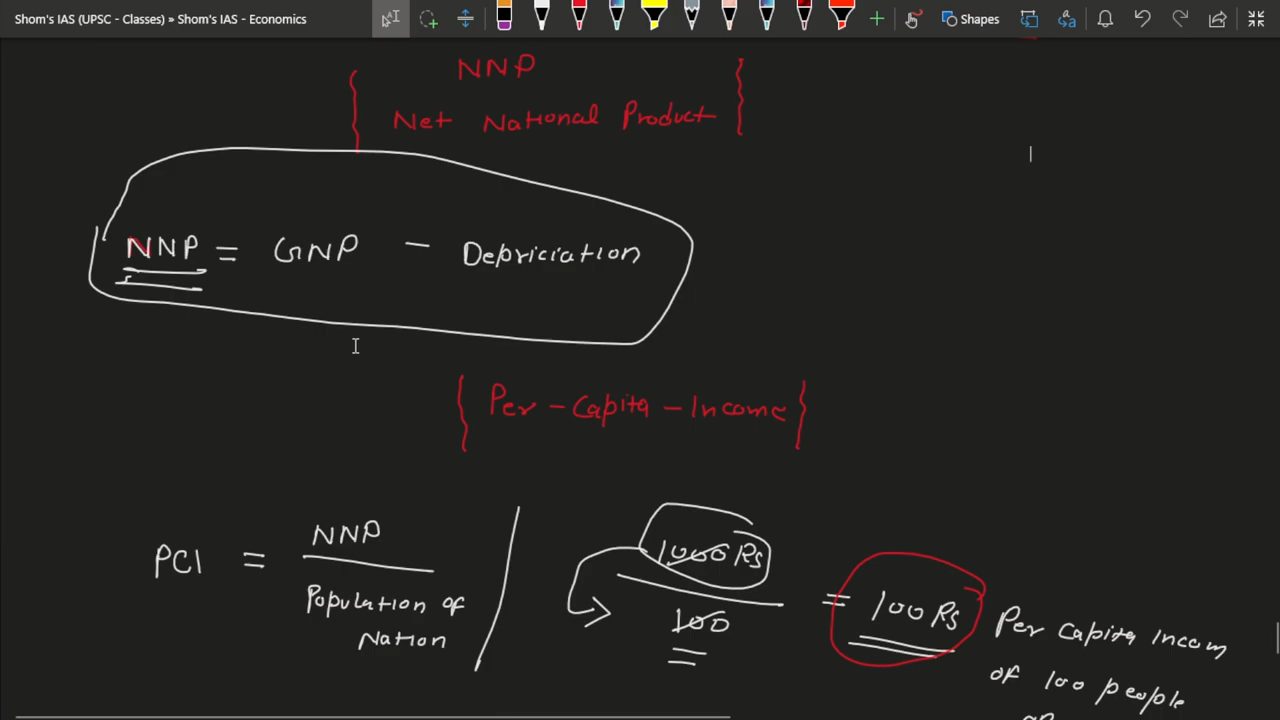 Shom's IAS (UPSC - Classes) » Shom's IAS - Economics
Shapes
NNP
Net National Product
NNP = GNP - Depriciation
Per - Capita - Income
PCI = NNP / Population of Nation
1000 Rs / 100 = 100 Rs
Per Capita Incom
of 100 people